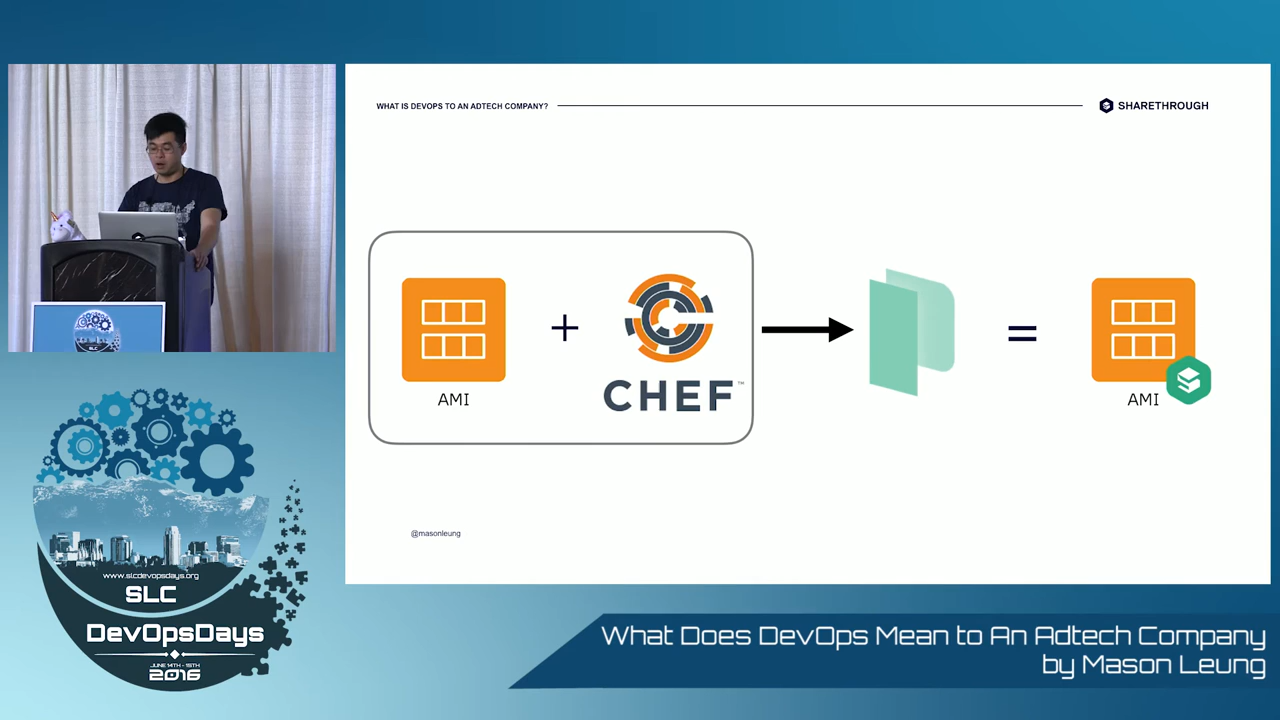 WHAT IS DEVOPS TO AN ADTECH COMPANY?
SHARETHROUGH
AMI
+
CHEF™
=
AMI
@masonleung
www.slcdevopsdays.org
SLC
DevOpsDays
JUNE 14TH - 15TH
2016
What Does DevOps Mean to An Adtech Company
by Mason Leung